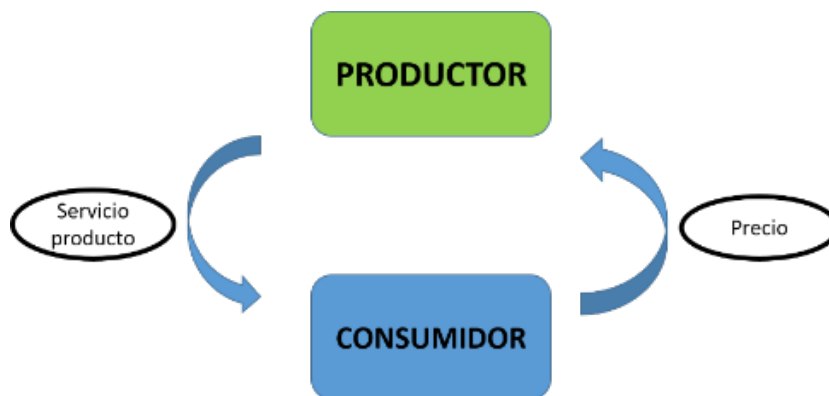 PRODUCTOR
Servicio
producto
Precio
CONSUMIDOR